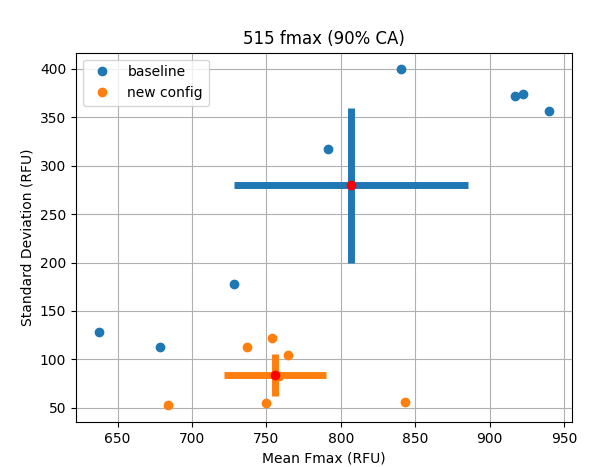 515 fmax (90% CA)
baseline
new config
400
350
300
250
200
150
100
50
Standard Deviation (RFU)
650 700 750 800 850 900 950
Mean Fmax (RFU)